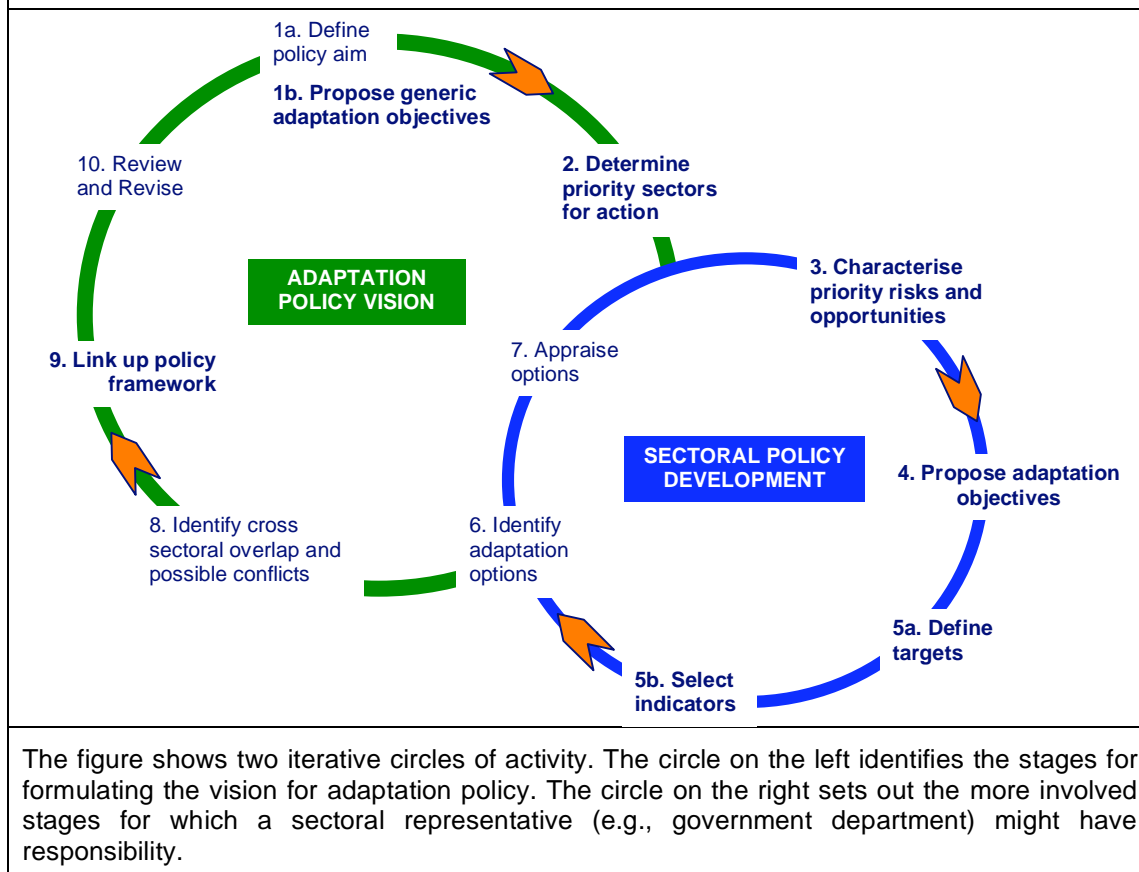 1a. Define
policy aim
1b. Propose generic
adaptation objectives
10. Review
and Revise
2. Determine
priority sectors
for action
ADAPTATION
POLICY VISION
3. Characterise
priority risks and
opportunities
9. Link up policy
framework
7. Appraise
options
SECTORAL POLICY
DEVELOPMENT
4. Propose adaptation
objectives
8. Identify cross
sectoral overlap and
possible conflicts
6. Identify
adaptation
options
5a. Define
targets
5b. Select
indicators
The figure shows two iterative circles of activity. The circle on the left identifies the stages for
formulating the vision for adaptation policy. The circle on the right sets out the more involved
stages for which a sectoral representative (e.g., government department) might have
responsibility.